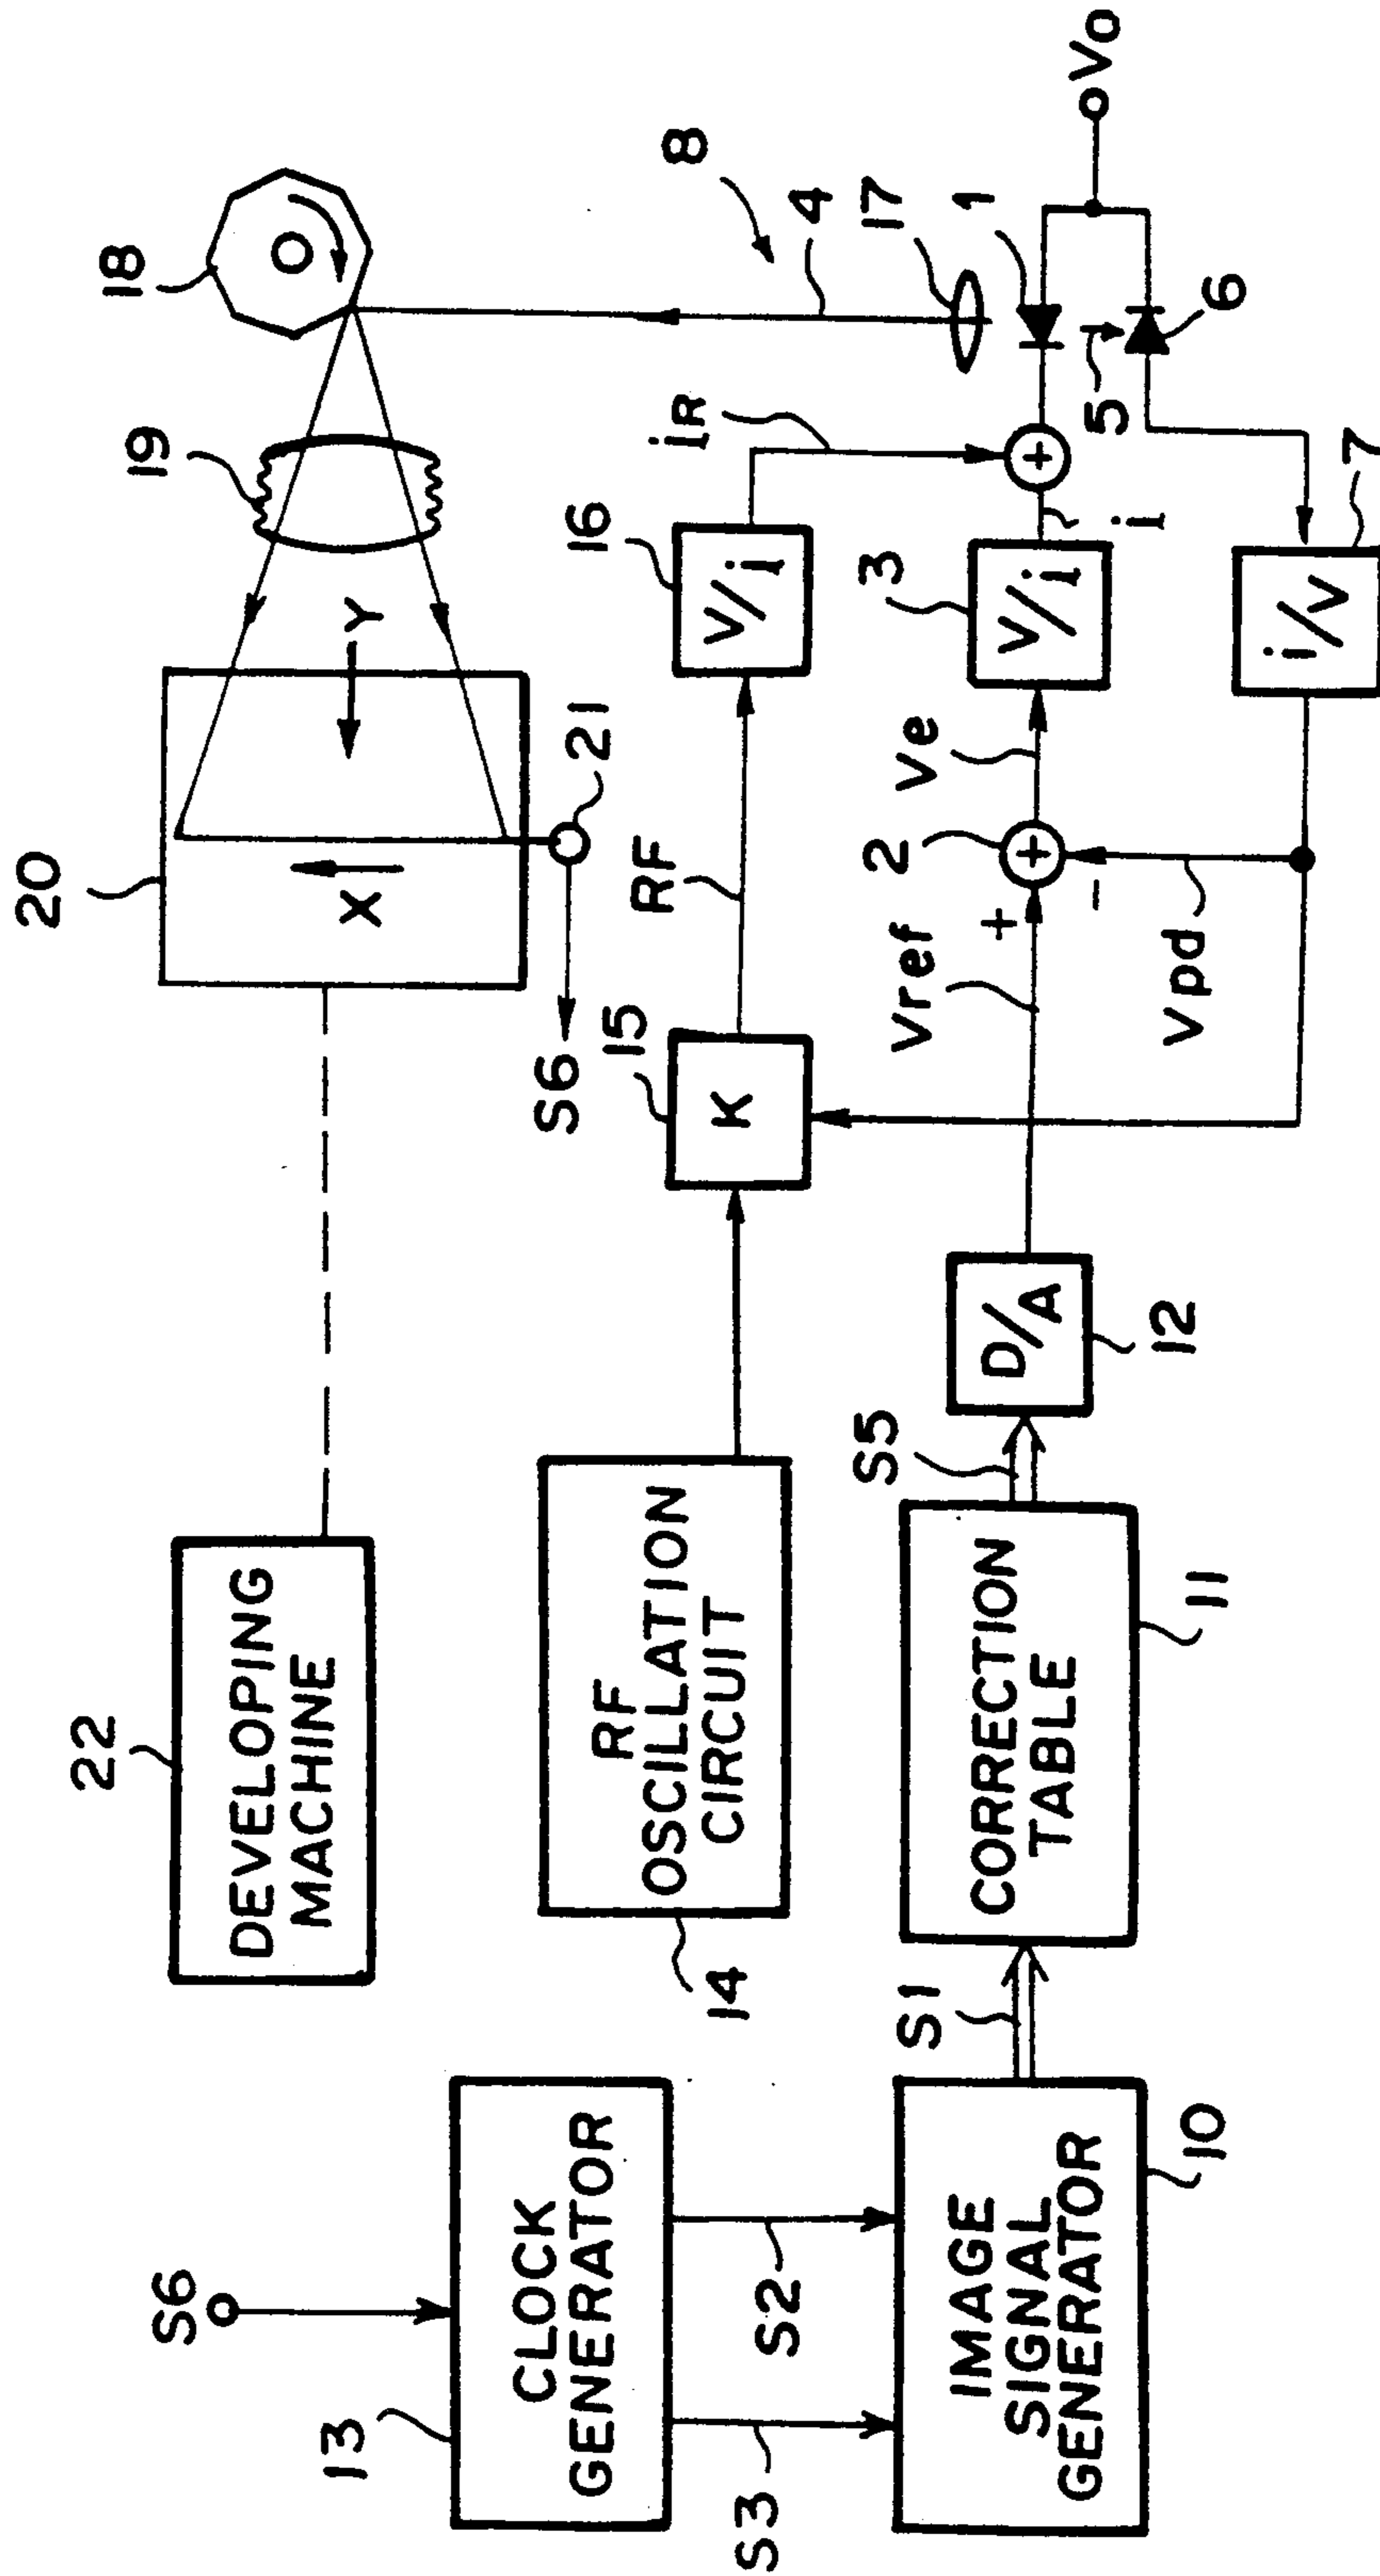 22
DEVELOPING
MACHINE
20
X
Y
19
18
S6
21
S6
13
CLOCK
GENERATOR
S3
S2
14
RF
OSCILLATION
CIRCUIT
15
K
RF
16
V/i
iR
4
8
17
1
IMAGE
SIGNAL
GENERATOR
10
S1
CORRECTION
TABLE
11
S5
D/A
12
Vref
+
-
2
+
Ve
3
V/i
i
+
5
6
Vo
Vpd
i/V
7